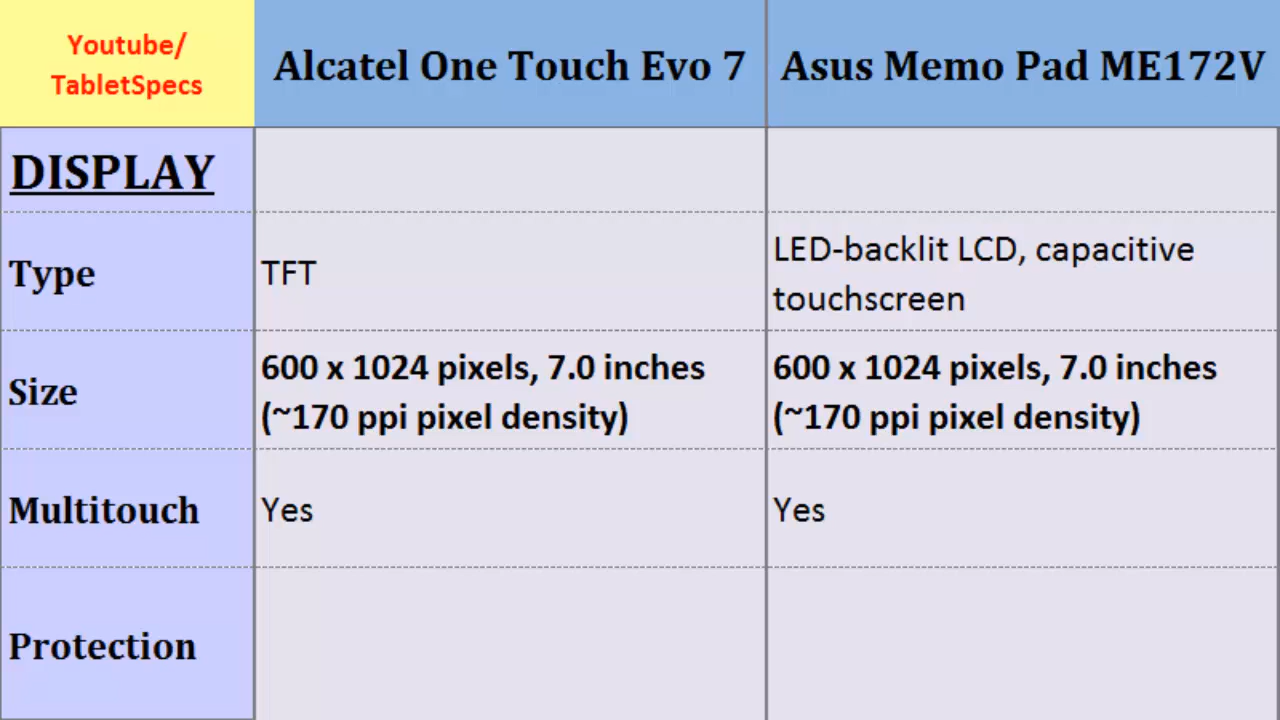 Youtube/
TabletSpecs
Alcatel One Touch Evo 7
Asus Memo Pad ME172V
DISPLAY
Type
TFT
LED-backlit LCD, capacitive
touchscreen
Size
600 x 1024 pixels, 7.0 inches
(~170 ppi pixel density)
600 x 1024 pixels, 7.0 inches
(~170 ppi pixel density)
Multitouch
Yes
Yes
Protection